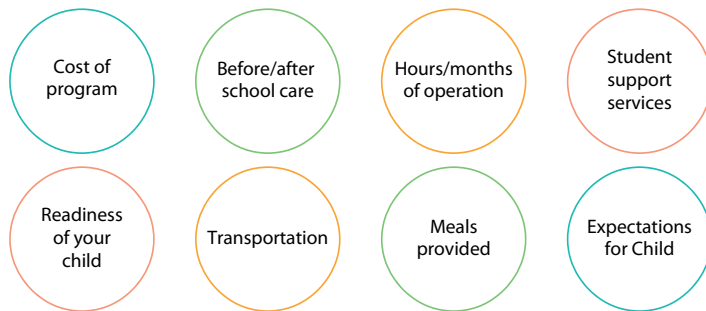 Cost of
program
Before/after
school care
Hours/months
of operation
Student
support
services
Readiness
of your
child
Transportation
Meals
provided
Expectations
for Child